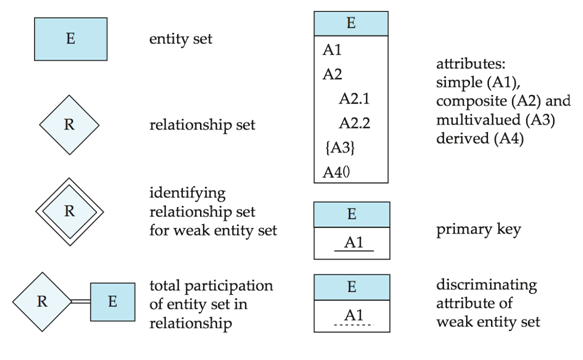 E
entity set
R
relationship set
R
identifying
relationship set
for weak entity set
R
E
total participation
of entity set in
relationship
E
A1
A2
A2.1
A2.2
{A3}
A4()
attributes:
simple (A1),
composite (A2) and
multivalued (A3)
derived (A4)
E
A1
primary key
E
A1
discriminating
attribute of
weak entity set